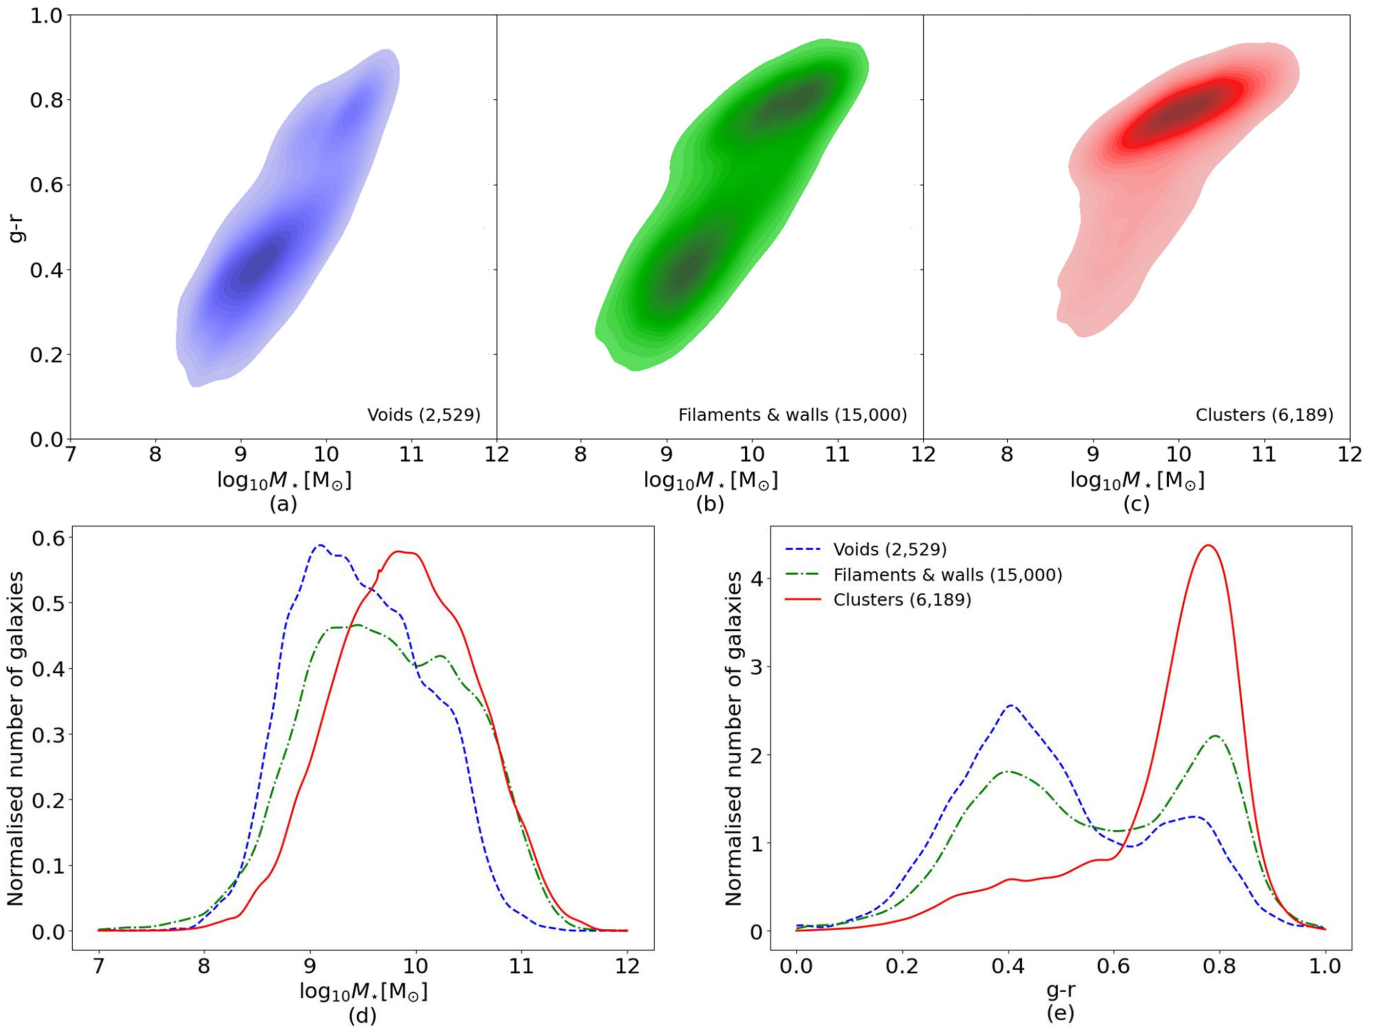 1.0
0.8
0.6
0.4
0.2
0.0
g-r
Voids (2,529)
Filaments & walls (15,000)
Clusters (6,189)
7 8 9 10 11 12 8 9 10 11 12 8 9 10 11 12
log₁₀M⋆[M⊙]
(a)
log₁₀M⋆[M⊙]
(b)
log₁₀M⋆[M⊙]
(c)
0.6
0.5
0.4
0.3
0.2
0.1
0.0
Normalised number of galaxies
7 8 9 10 11 12
log₁₀M⋆[M⊙]
(d)
Voids (2,529)
Filaments & walls (15,000)
Clusters (6,189)
4
3
2
1
0
Normalised number of galaxies
0.0 0.2 0.4 0.6 0.8 1.0
g-r
(e)